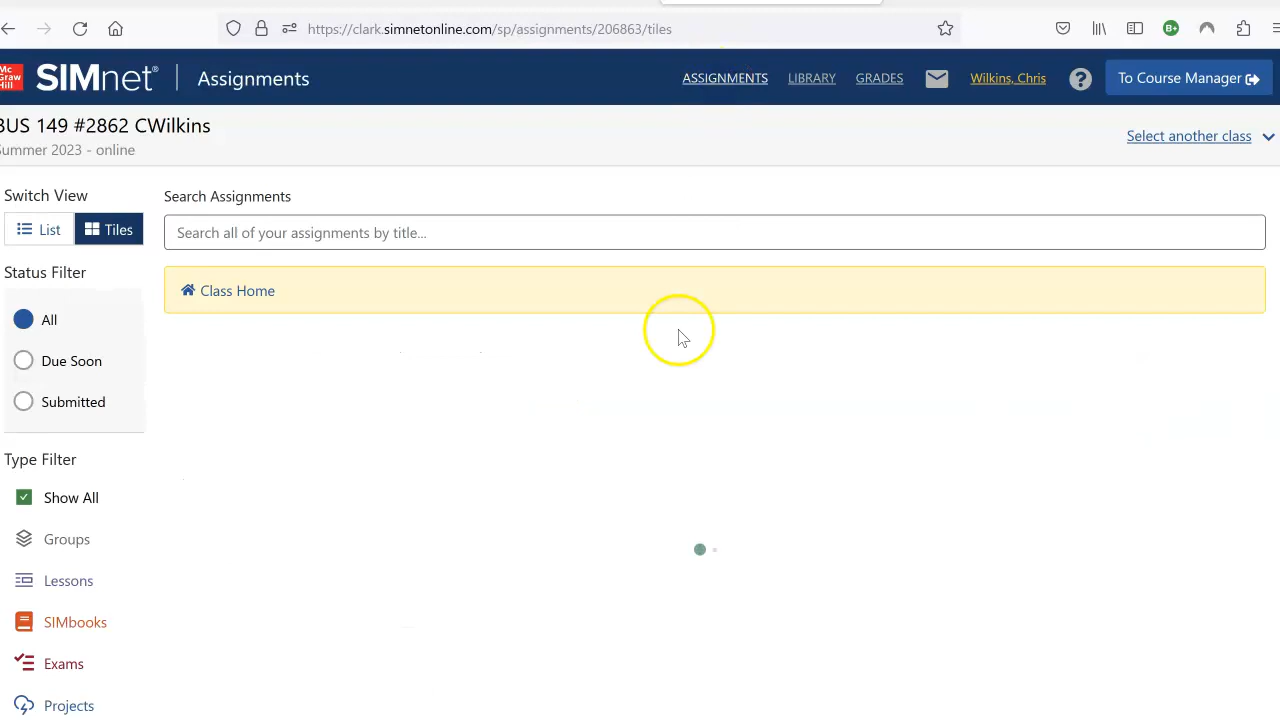 https://clark.simnetonline.com/sp/assignments/206863/tiles
B+
Mc
Graw
Hill
SIMnet®
Assignments
ASSIGNMENTS
LIBRARY
GRADES
Wilkins, Chris
?
To Course Manager
BUS 149 #2862 CWilkins
Summer 2023 - online
Select another class
Switch View
List
Tiles
Search Assignments
Search all of your assignments by title...
Class Home
Status Filter
All
Due Soon
Submitted
Type Filter
Show All
Groups
Lessons
SIMbooks
Exams
Projects